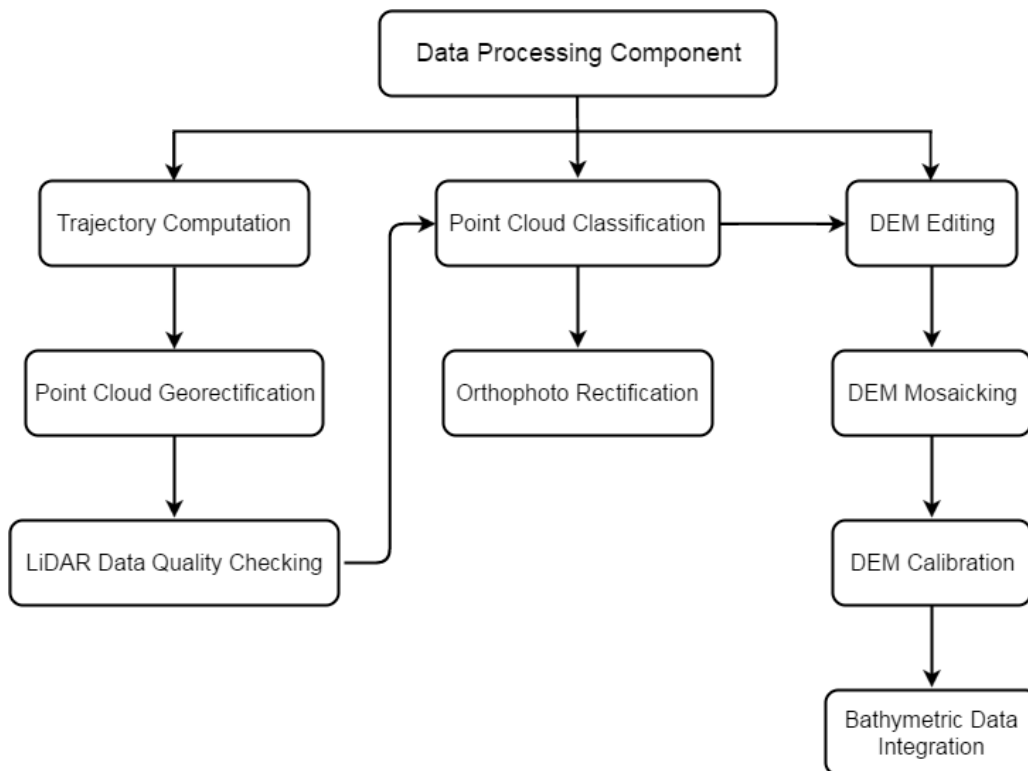 Data Processing Component
Trajectory Computation
Point Cloud Classification
DEM Editing
Point Cloud Georectification
Orthophoto Rectification
DEM Mosaicking
LiDAR Data Quality Checking
DEM Calibration
Bathymetric Data
Integration